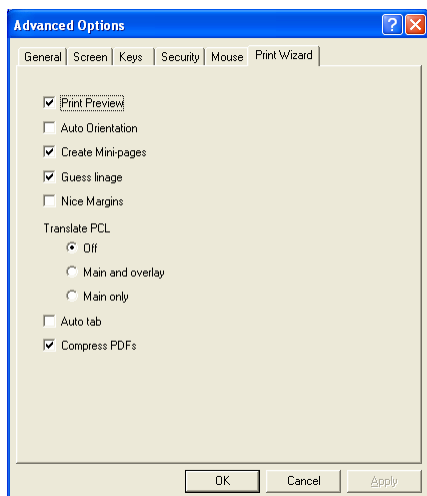 Advanced Options
General Screen Keys Security Mouse Print Wizard
Print Preview
Auto Orientation
Create Mini-pages
Guess linage
Nice Margins
Translate PCL
Off
Main and overlay
Main only
Auto tab
Compress PDFs
OK Cancel Apply